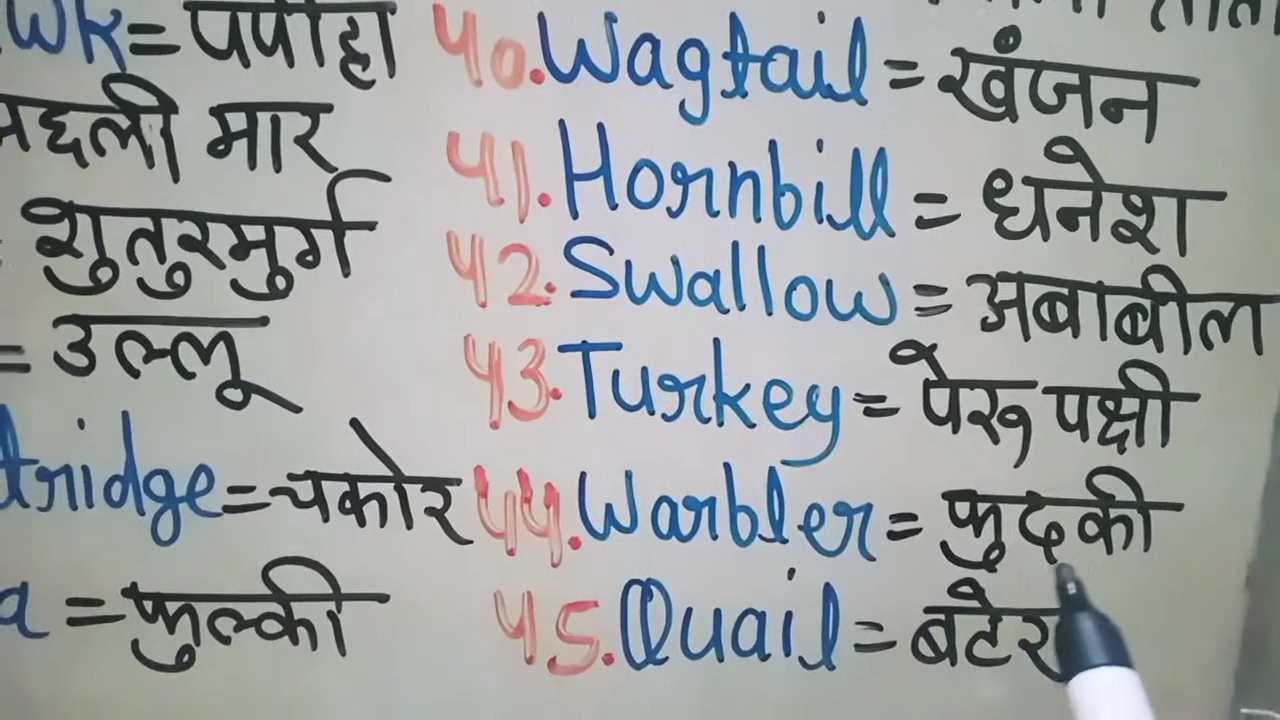 wk = पपीहा
मछली मार
= शुतुरमुर्ग
= उल्लू
tridge = चकोर
a = फुल्की
40. Wagtail = खंजन
41. Hornbill = धनेश
42. Swallow = अबाबील
43. Turkey = पेरू पक्षी
44. Warbler = फुदकी
45. Quail = बटेर